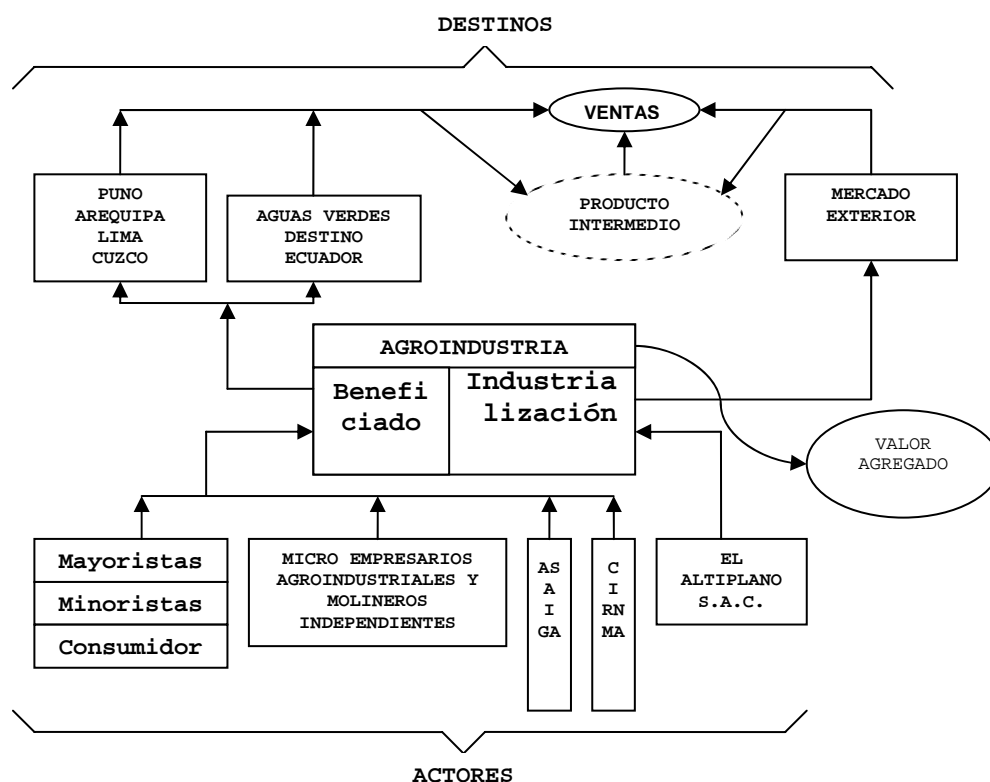 DESTINOS
VENTAS
PUNO
AREQUIPA
LIMA
CUZCO
AGUAS VERDES
DESTINO
ECUADOR
PRODUCTO
INTERMEDIO
MERCADO
EXTERIOR
AGROINDUSTRIA
Benefi
ciado
Industria
lización
VALOR
AGREGADO
Mayoristas
Minoristas
Consumidor
MICRO EMPRESARIOS
AGROINDUSTRIALES Y
MOLINEROS
INDEPENDIENTES
AS
A
I
GA
C
I
RN
MA
EL
ALTIPLANO
S.A.C.
ACTORES